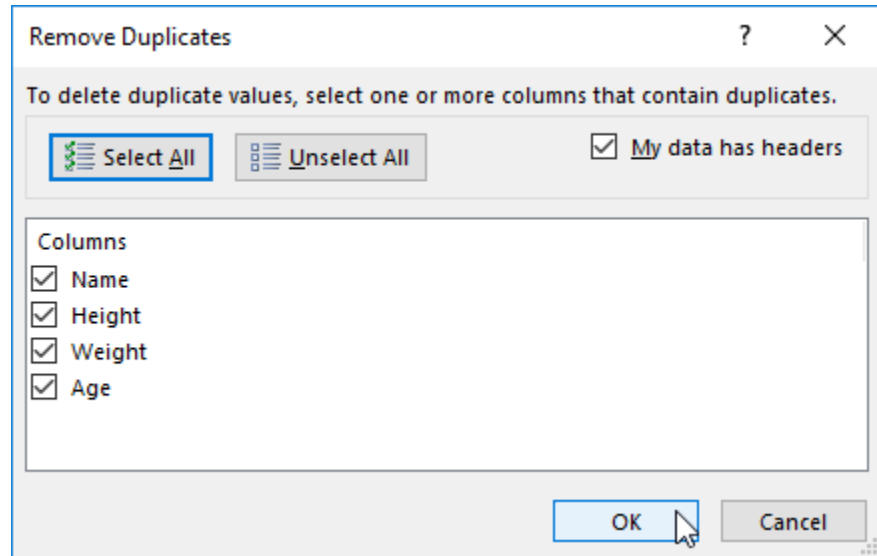 Remove Duplicates ?
To delete duplicate values, select one or more columns that contain duplicates.
Select All Unselect All My data has headers
Columns
Name
Height
Weight
Age
OK Cancel